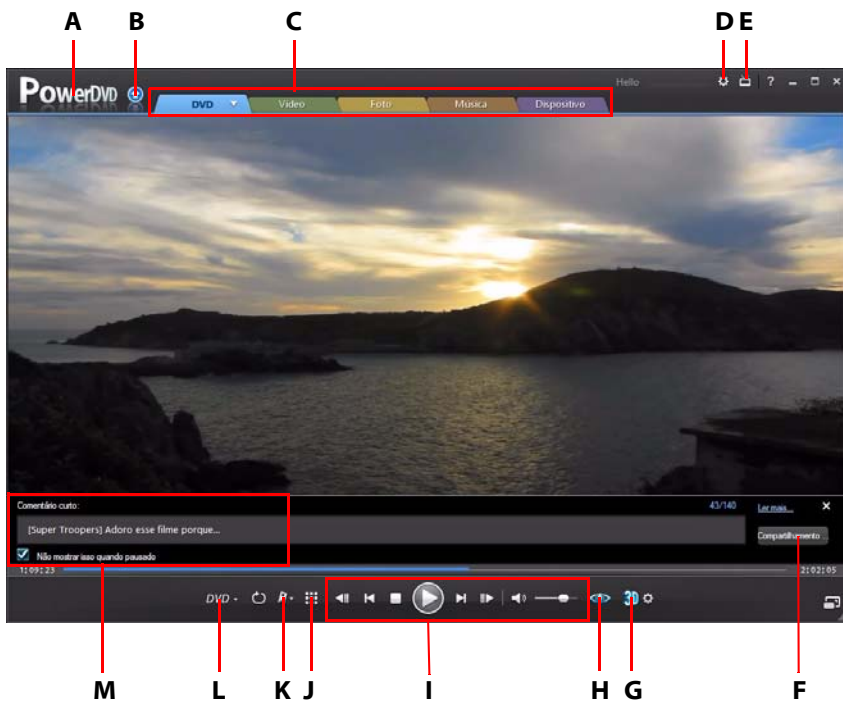 A B C D E
PowerDVD DVD Video Foto Música Dispositivo Hello ?
Comentário curto: 43/140 Ler mais...
[Super Troopers] Adoro esse filme porque...
Compartilhamento ...
Não mostrar isso quando pausado
1:09:23 2:02:05
DVD 3D
M L K J I H G F